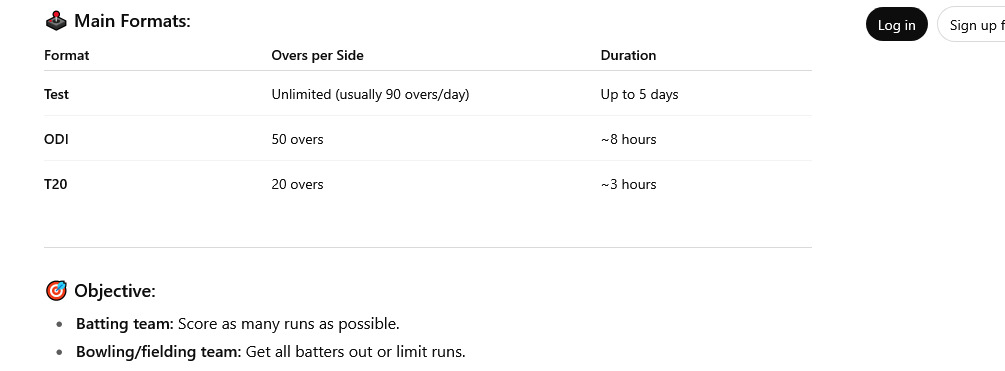 Main Formats:
Log in
Sign up f
Format Overs per Side Duration
Test Unlimited (usually 90 overs/day) Up to 5 days
ODI 50 overs ~8 hours
T20 20 overs ~3 hours
Objective:
• Batting team: Score as many runs as possible.
• Bowling/fielding team: Get all batters out or limit runs.